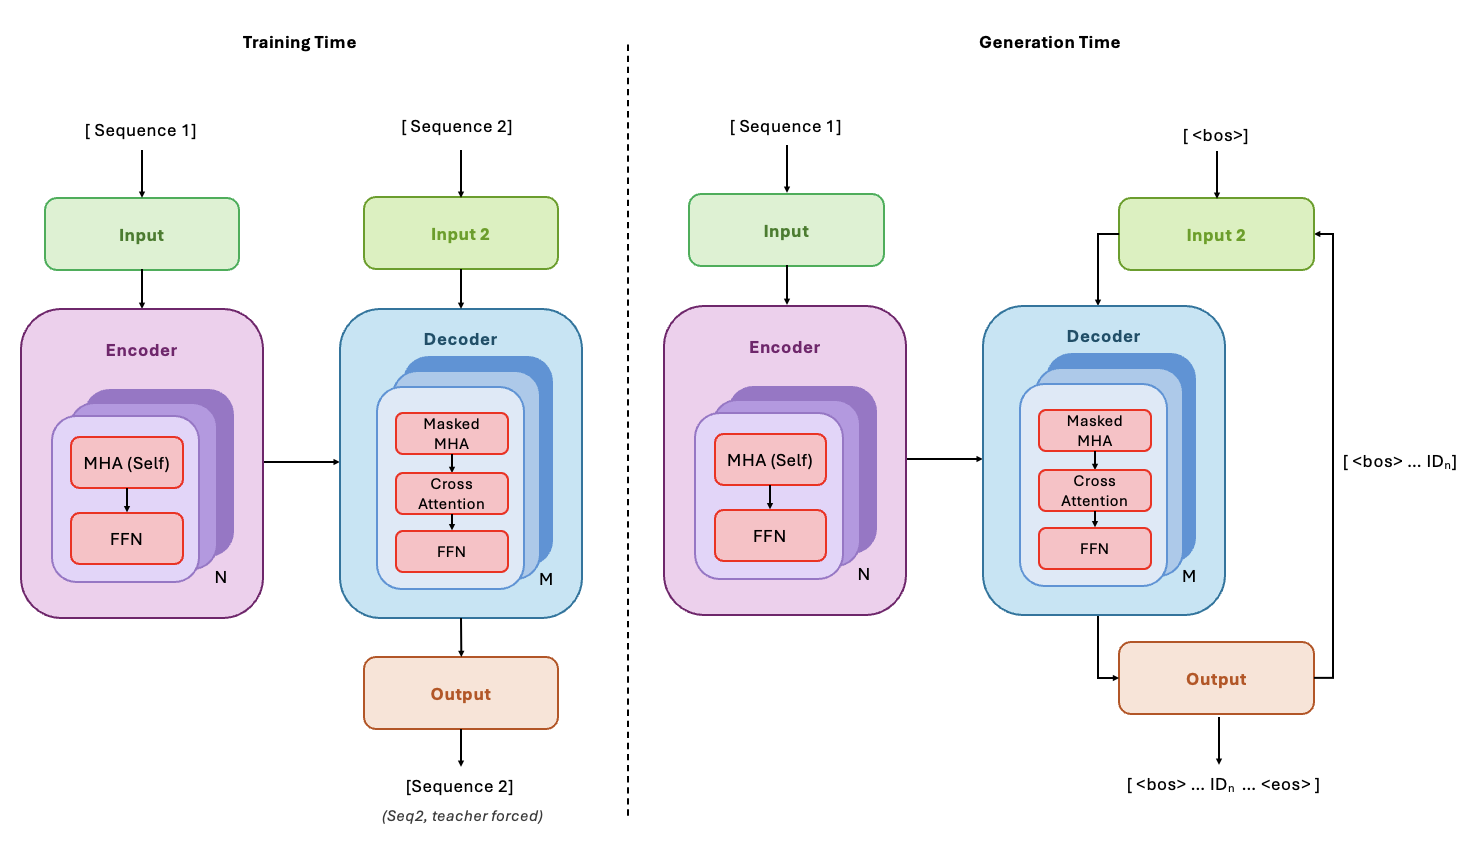 Training Time
[ Sequence 1]
[ Sequence 2]
Input
Input 2
Encoder
MHA (Self)
FFN
N
Decoder
Masked
MHA
Cross
Attention
FFN
M
Output
[Sequence 2]
(Seq2, teacher forced)
Generation Time
[ Sequence 1]
[ <bos>]
Input
Input 2
Encoder
MHA (Self)
FFN
N
Decoder
Masked
MHA
Cross
Attention
FFN
M
[ <bos> ... IDₙ]
Output
[ <bos> ... IDₙ ... <eos> ]